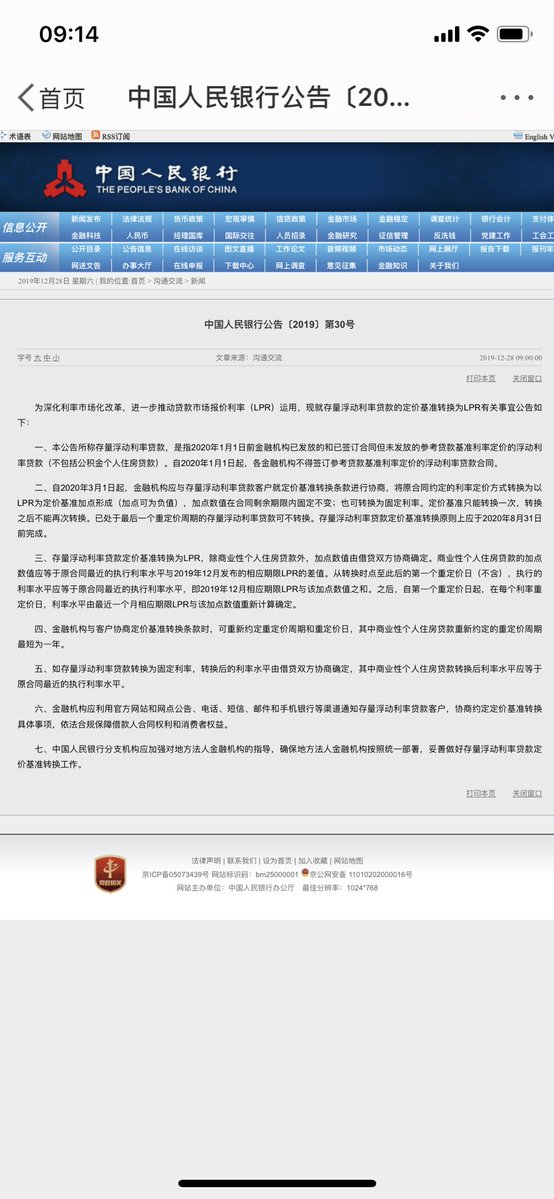 09:14
首页
中国人民银行公告〔20...
术语表 网站地图 RSS订阅
English V
中国人民银行
THE PEOPLE'S BANK OF CHINA
信息公开
新闻发布 法律法规 货币政策 宏观审慎 信贷政策 金融市场 金融稳定 调查统计 银行会计 支付体
金融科技 人民币 经理国库 国际交往 人员招录 金融研究 征信管理 反洗钱 党建工作 工会工
服务互动
公开目录 公告信息 在线访谈 图文直播 工作论文 音频视频 市场动态 网上展厅 报告下载 报刊年
网送文告 办事大厅 在线申报 下载中心 网上调查 意见征集 金融知识 关于我们
2019年12月28日 星期六 | 我的位置:首页 > 沟通交流 > 新闻
中国人民银行公告〔2019〕第30号
字号 大 中 小
文章来源：沟通交流
2019-12-28 09:00:00
打印本页 关闭窗口
为深化利率市场化改革，进一步推动贷款市场报价利率（LPR）运用，现就存量浮动利率贷款的定价基准转换为LPR有关事宜公告如
下：
一、本公告所称存量浮动利率贷款，是指2020年1月1日前金融机构已发放的和已签订合同但未发放的参考贷款基准利率定价的浮动
利率贷款（不包括公积金个人住房贷款）。自2020年1月1日起，各金融机构不得签订参考贷款基准利率定价的浮动利率贷款合同。
二、自2020年3月1日起，金融机构应与存量浮动利率贷款客户就定价基准转换条款进行协商，将原合同约定的利率定价方式转换为以
LPR为定价基准加点形成（加点可为负值），加点数值在合同剩余期限内固定不变；也可转换为固定利率。定价基准只能转换一次，转换
之后不能再次转换。已处于最后一个重定价周期的存量浮动利率贷款可不转换。存量浮动利率贷款定价基准转换原则上应于2020年8月31日
前完成。
三、存量浮动利率贷款定价基准转换为LPR，除商业性个人住房贷款外，加点数值由借贷双方协商确定。商业性个人住房贷款的加点
数值应等于原合同最近的执行利率水平与2019年12月发布的相应期限LPR的差值。从转换时点至此后的第一个重定价日（不含），执行的
利率水平应等于原合同最近的执行利率水平，即2019年12月相应期限LPR与该加点数值之和。之后，自第一个重定价日起，在每个利率重
定价日，利率水平由最近一个月相应期限LPR与该加点数值重新计算确定。
四、金融机构与客户协商定价基准转换条款时，可重新约定重定价周期和重定价日，其中商业性个人住房贷款重新约定的重定价周期
最短为一年。
五、如存量浮动利率贷款转换为固定利率，转换后的利率水平由借贷双方协商确定，其中商业性个人住房贷款转换后利率水平应等于
原合同最近的执行利率水平。
六、金融机构应利用官方网站和网点公告、电话、短信、邮件和手机银行等渠道通知存量浮动利率贷款客户，协商约定定价基准转换
具体事项，依法合规保障借款人合同权利和消费者权益。
七、中国人民银行分支机构应加强对地方法人金融机构的指导，确保地方法人金融机构按照统一部署，妥善做好存量浮动利率贷款定
价基准转换工作。
打印本页 关闭窗口
党政机关
法律声明 | 联系我们 | 设为首页 | 加入收藏 | 网站地图
京ICP备05073439号 网站标识码：bm25000001 京公网安备 11010202000016号
网站主办单位：中国人民银行办公厅 最佳分辨率：1024*768